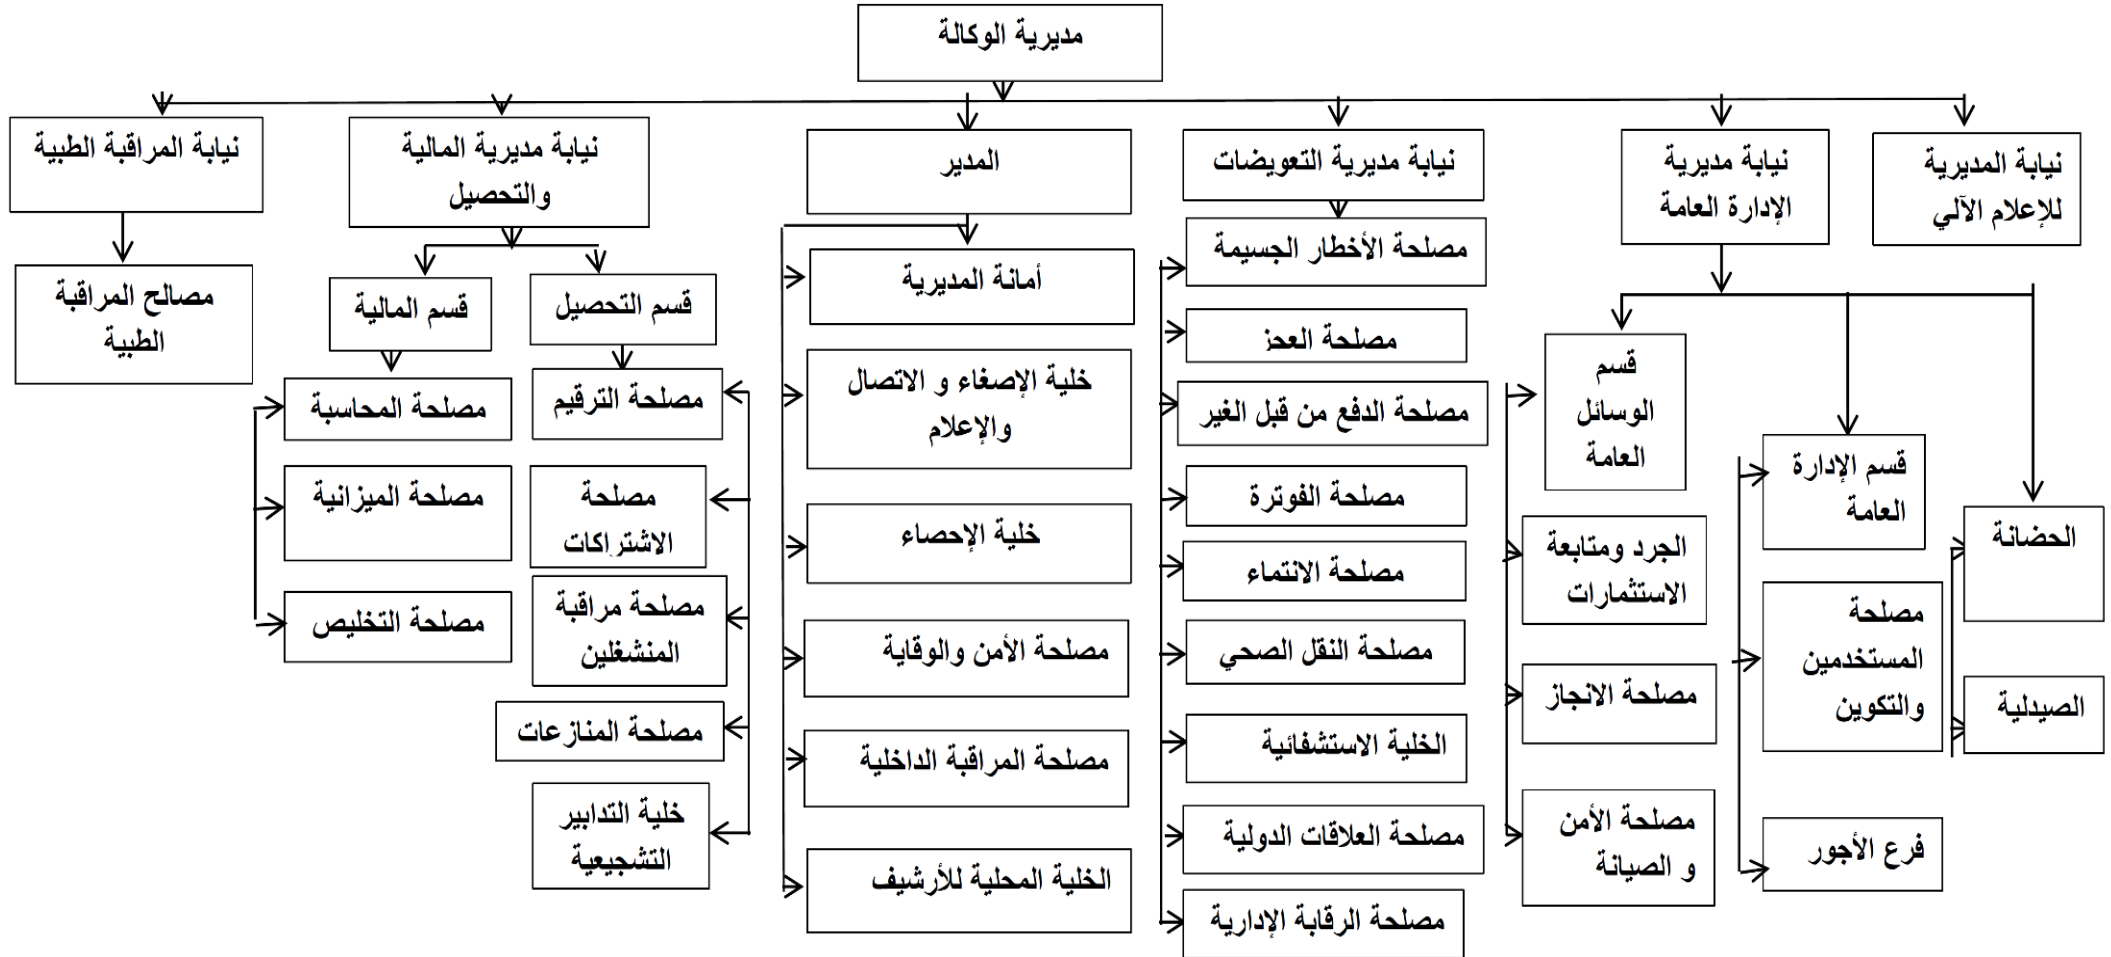 مديرية الوكالة
نيابة المديرية
للإعلام الآلي
نيابة مديرية
الإدارة العامة
نيابة مديرية التعويضات
المدير
نيابة مديرية المالية
والتحصيل
نيابة المراقبة الطبية
الحضانة
الصيدلية
قسم الإدارة
العامة
مصلحة
المستخدمين
والتكوين
فرع الأجور
قسم
الوسائل
العامة
الجرد ومتابعة
الاستثمارات
مصلحة الانجاز
مصلحة الأمن
و الصيانة
مصلحة الأخطار الجسيمة
مصلحة العجز
مصلحة الدفع من قبل الغير
مصلحة الفوترة
مصلحة الانتماء
مصلحة النقل الصحي
الخلية الاستشفائية
مصلحة العلاقات الدولية
مصلحة الرقابة الإدارية
أمانة المديرية
خلية الإصغاء و الاتصال
والإعلام
خلية الإحصاء
مصلحة الأمن والوقاية
مصلحة المراقبة الداخلية
الخلية المحلية للأرشيف
قسم التحصيل
مصلحة الترقيم
مصلحة
الاشتراكات
مصلحة مراقبة
المنشغلين
مصلحة المنازعات
خلية التدابير
التشجيعية
قسم المالية
مصلحة المحاسبة
مصلحة الميزانية
مصلحة التخليص
مصالح المراقبة
الطبية